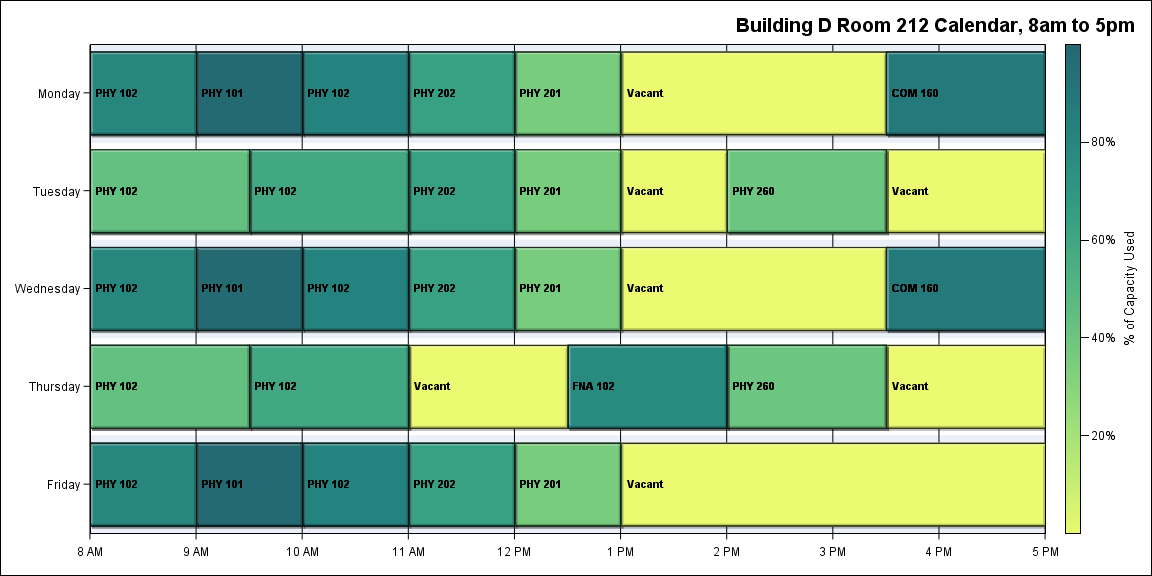 Building D Room 212 Calendar, 8am to 5pm
Monday
PHY 102
PHY 101
PHY 102
PHY 202
PHY 201
Vacant
COM 160
Tuesday
PHY 102
PHY 102
PHY 202
PHY 201
Vacant
PHY 260
Vacant
Wednesday
PHY 102
PHY 101
PHY 102
PHY 202
PHY 201
Vacant
COM 160
Thursday
PHY 102
PHY 102
Vacant
FNA 102
PHY 260
Vacant
Friday
PHY 102
PHY 101
PHY 102
PHY 202
PHY 201
Vacant
8 AM
9 AM
10 AM
11 AM
12 PM
1 PM
2 PM
3 PM
4 PM
5 PM
80%
60%
40%
20%
% of Capacity Used